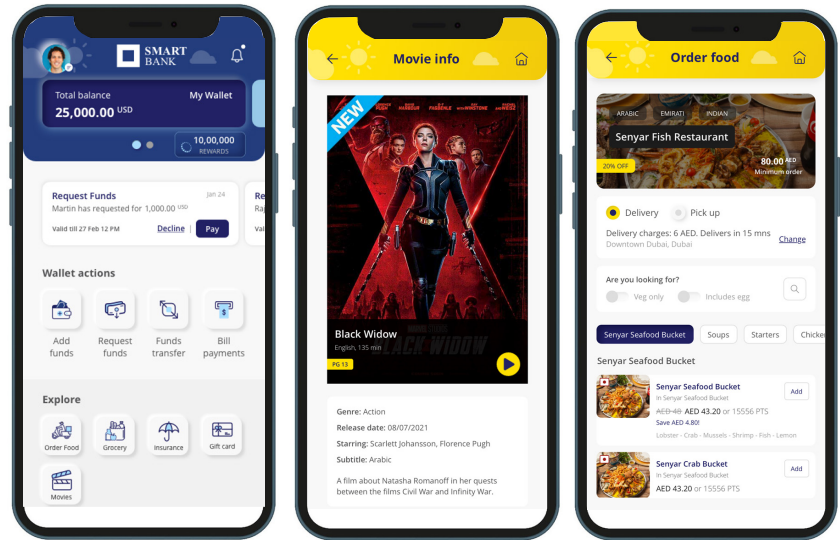 SMART
BANK
Total balance
My Wallet
25,000.00 USD
10,00,000
REWARDS
Request Funds
Jan 24
Martin has requested for 1,000.00 USD
Valid till 27 Feb 12 PM
Decline | Pay
Re
Ra
Vali
Wallet actions
Add
funds
Request
funds
Funds
transfer
Bill
payments
Explore
Order Food
Grocery
Insurance
Gift card
Movies
Movie info
NEW
Black Widow
BLACK WIDOW
English, 135 min
PG 13
Genre: Action
Release date: 08/07/2021
Starring: Scarlett Johansson, Florence Pugh
Subtitle: Arabic
A film about Natasha Romanoff in her quests
between the films Civil War and Infinity War.
Order food
ARABIC
EMIRATI
INDIAN
Senyar Fish Restaurant
20% OFF
80.00 AED
Minimum order
Delivery
Pick up
Delivery charges: 6 AED. Delivers in 15 mns
Downtown Dubai, Dubai
Change
Are you looking for?
Veg only
Includes egg
Senyar Seafood Bucket
Soups
Starters
Chicken
Senyar Seafood Bucket
Senyar Seafood Bucket
Add
In Senyar Seafood Bucket
AED 48 AED 43.20 or 15556 PTS
Save AED 4.80!
Lobster - Crab - Mussels - Shrimp - Fish - Lemon
Senyar Crab Bucket
Add
In Senyar Seafood Bucket
AED 43.20 or 15556 PTS